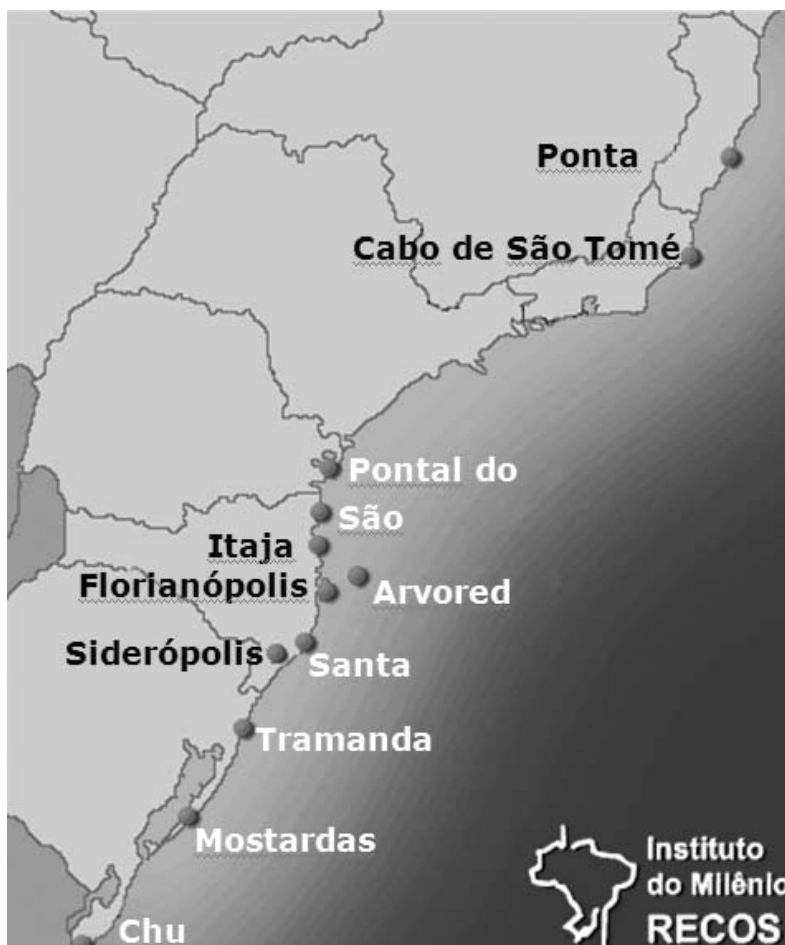 Ponta
Cabo de São Tomé
Pontal do
São
Itaja
Florianópolis
Arvored
Siderópolis
Santa
Tramanda
Mostardas
Chu
Instituto
do Milênio
RECOS